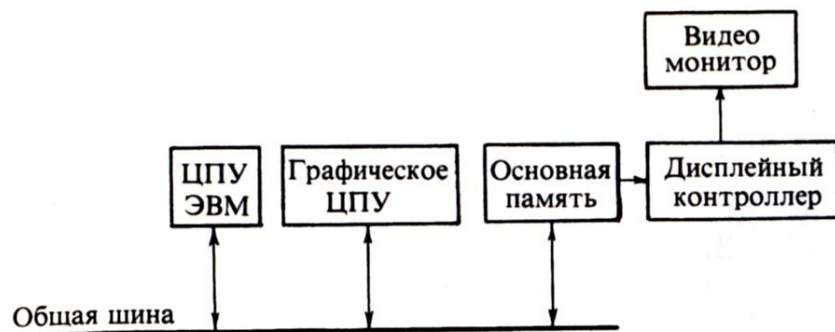 Видео
монитор
ЦПУ
ЭВМ
Графическое
ЦПУ
Основная
память
Дисплейный
контроллер
Общая шина